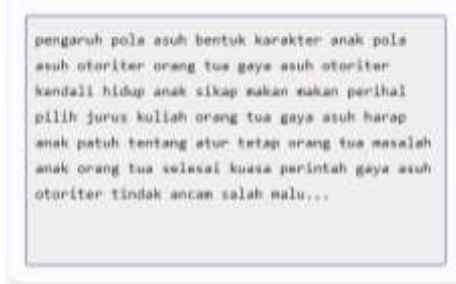 pengaruh pola asuh bentuk karakter anak pola
asuh otoriter orang tua gaya asuh otoriter
kendali hidup anak sikap makan makan perihal
pilih jurus kuliah orang tua gaya asuh harap
anak patuh tentang atur tetap orang tua masalah
anak orang tua selesai kuasa perintah gaya asuh
otoriter tindak ancam salah malu...